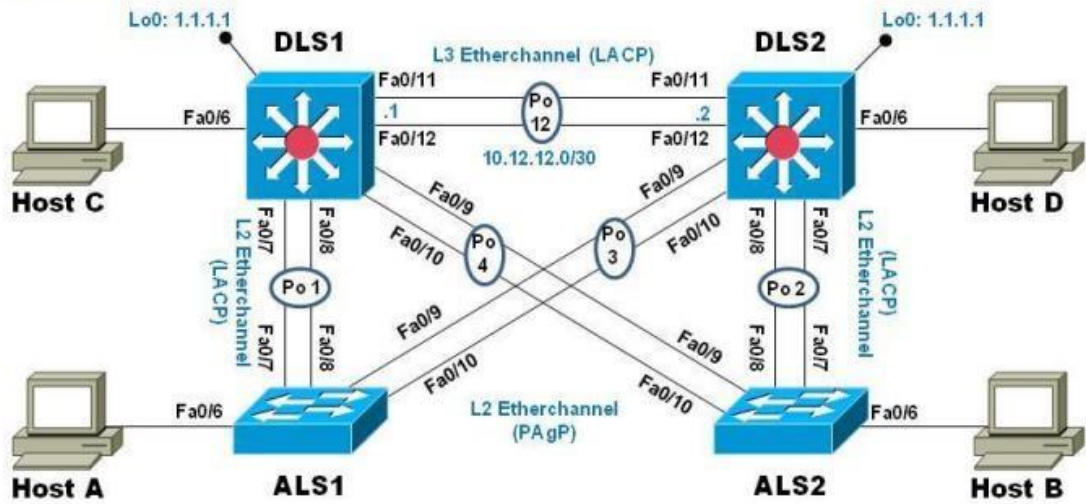 Lo0: 1.1.1.1
Lo0: 1.1.1.1
DLS1
DLS2
L3 Etherchannel (LACP)
Fa0/11
Fa0/11
Po
12
.1
.2
Fa0/6
Fa0/6
Fa0/12
Fa0/12
10.12.12.0/30
Host C
Host D
Fa0/9
Fa0/9
Fa0/10
Fa0/10
Fa0/7
Fa0/8
Fa0/8
Fa0/7
L2 Etherchannel
(LACP)
Po 1
Po
4
Po
3
Po 2
L2 Etherchannel
(LACP)
Fa0/7
Fa0/8
Fa0/9
Fa0/10
Fa0/9
Fa0/10
Fa0/8
Fa0/7
L2 Etherchannel
(PAgP)
Fa0/6
Fa0/6
Host A
ALS1
ALS2
Host B